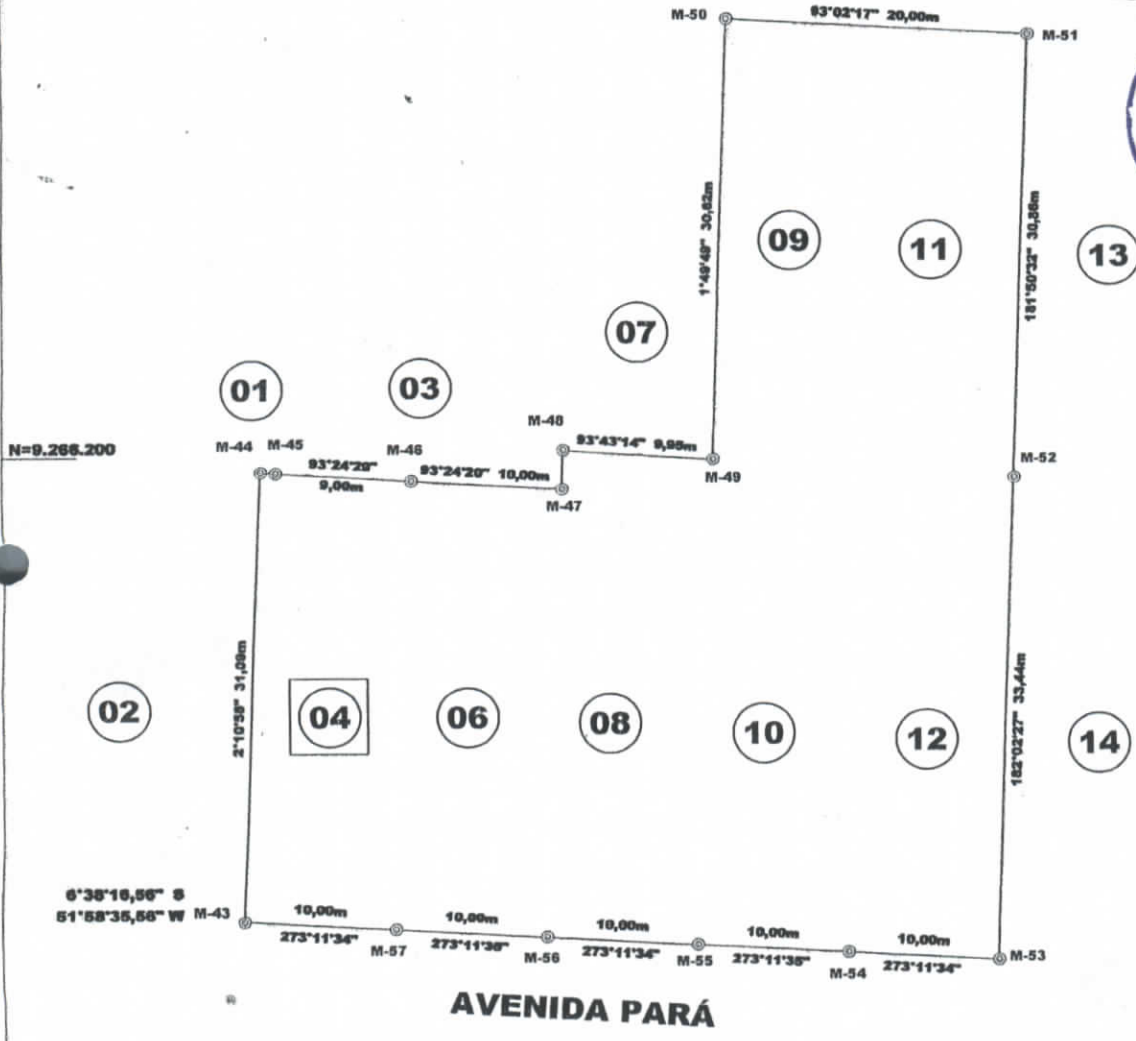 M-50
93°02'17" 20,00m
M-51
1°49'49" 30,62m
181°50'32" 30,86m
09
11
13
07
01
03
M-48
93°43'14" 9,95m
N=9.266.200
M-44
M-45
M-46
M-49
M-52
93°24'20"
9,00m
93°24'20" 10,00m
M-47
2°10'58" 31,09m
182°02'27" 33,44m
02
04
06
08
10
12
14
6°38'16,56" S
51°58'35,56" W
M-43
10,00m
10,00m
10,00m
10,00m
10,00m
273°11'34"
M-57
273°11'36"
M-56
273°11'34"
M-55
273°11'35"
M-54
273°11'34"
M-53
AVENIDA PARÁ